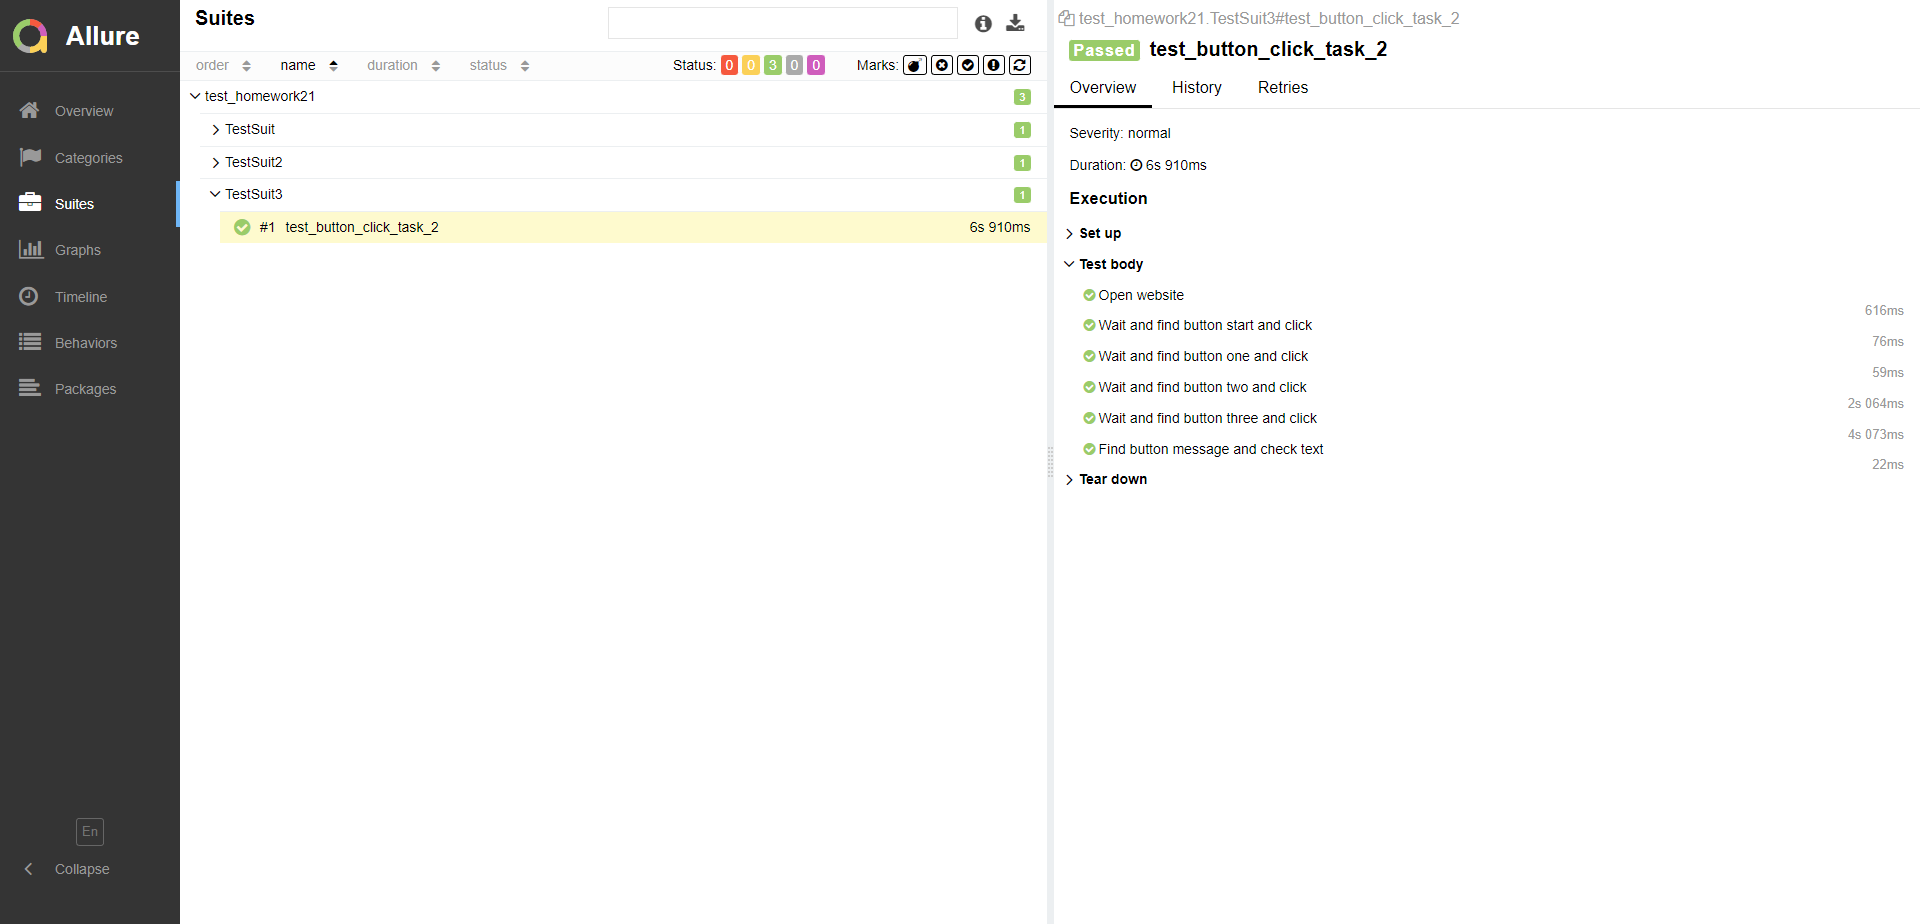 Allure
Overview
Categories
Suites
Graphs
Timeline
Behaviors
Packages
En
Collapse
Suites
order name duration status Status: 0 0 3 0 0 Marks:
test_homework21 3
TestSuit 1
TestSuit2 1
TestSuit3 1
#1 test_button_click_task_2 6s 910ms
test_homework21.TestSuit3#test_button_click_task_2
Passed test_button_click_task_2
Overview History Retries
Severity: normal
Duration: 6s 910ms
Execution
Set up
Test body
Open website
616ms
Wait and find button start and click
76ms
Wait and find button one and click
59ms
Wait and find button two and click
2s 064ms
Wait and find button three and click
4s 073ms
Find button message and check text
22ms
Tear down